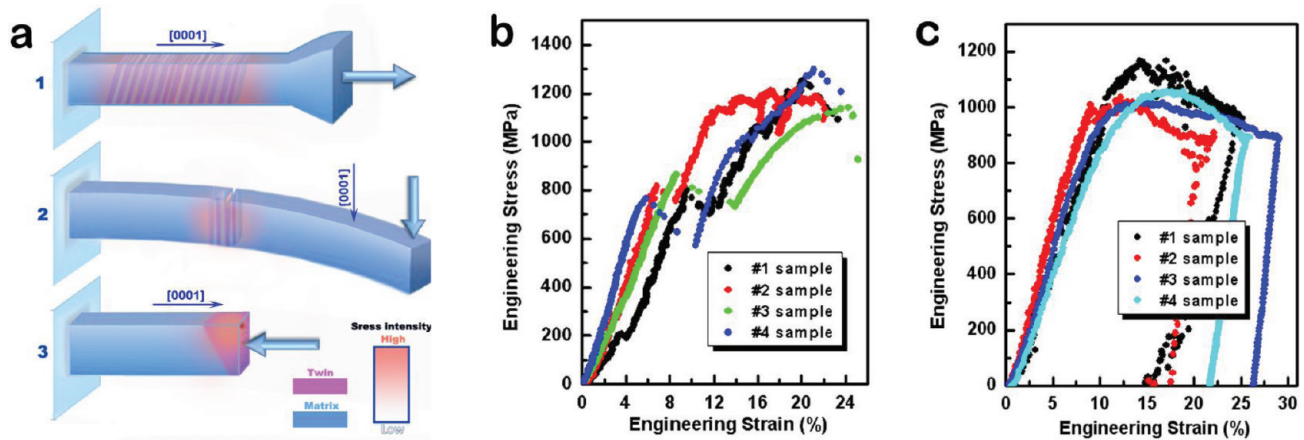 a
1
[0001]
2
[0001]
3
[0001]
Sress Intensity
High
Low
Twin
Matrix
b
Engineering Stress (MPa)
1400
1200
1000
800
600
400
200
0
0 4 8 12 16 20 24
Engineering Strain (%)
#1 sample
#2 sample
#3 sample
#4 sample
c
Engineering Stress (MPa)
1200
1000
800
600
400
200
0
0 5 10 15 20 25 30
Engineering Strain (%)
#1 sample
#2 sample
#3 sample
#4 sample